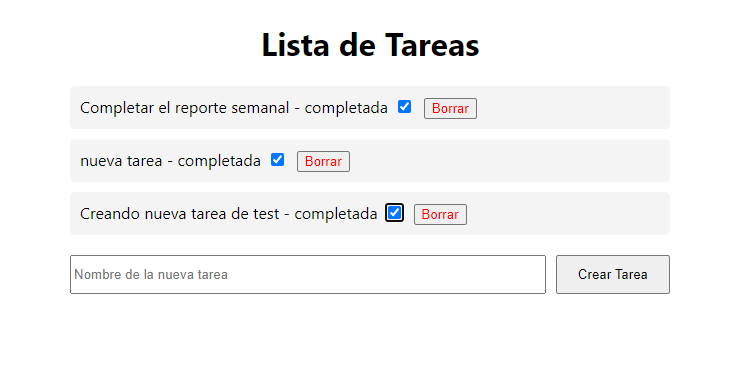 Lista de Tareas
Completar el reporte semanal - completada Borrar
nueva tarea - completada Borrar
Creando nueva tarea de test - completada Borrar
Nombre de la nueva tarea Crear Tarea